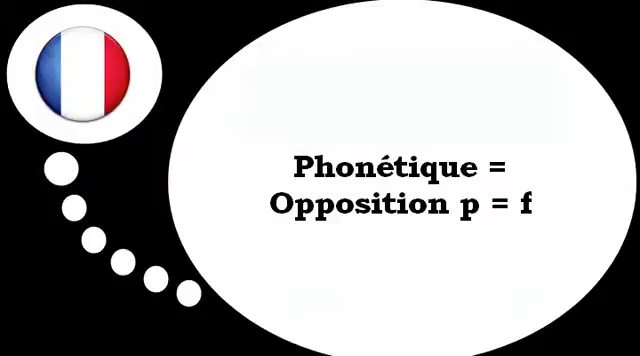 Phonétique =
Opposition p = f